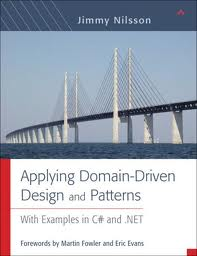 Jimmy Nilsson
Applying Domain-Driven
Design and Patterns
With Examples in C# and .NET
Forewords by Martin Fowler and Eric Evans